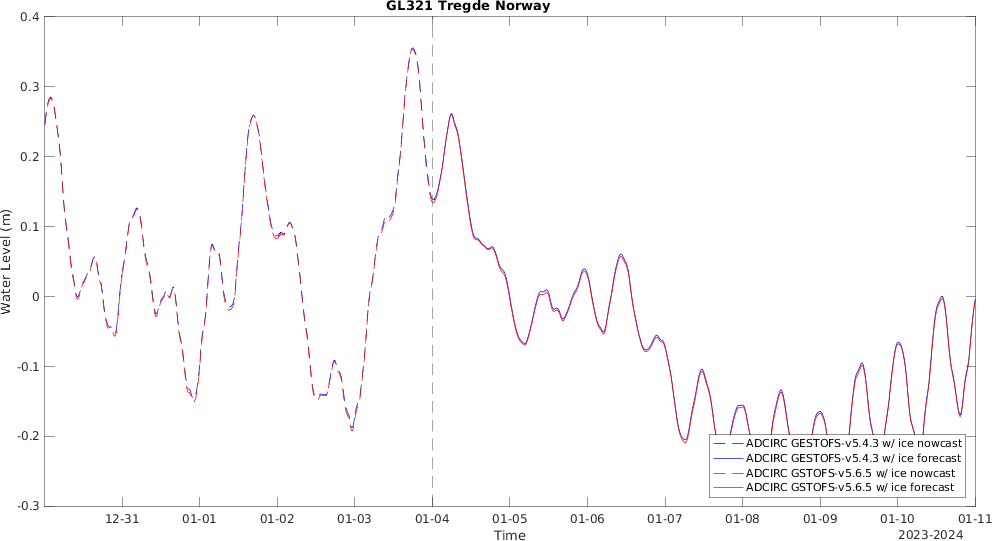 GL321 Tregde Norway
0.4
0.3
0.2
0.1
0
-0.1
-0.2
-0.3
Water Level (m)
ADCIRC GESTOFS-v5.4.3 w/ ice nowcast
ADCIRC GESTOFS-v5.4.3 w/ ice forecast
ADCIRC GSTOFS-v5.6.5 w/ ice nowcast
ADCIRC GSTOFS-v5.6.5 w/ ice forecast
12-31 01-01 01-02 01-03 01-04 01-05 01-06 01-07 01-08 01-09 01-10 01-11
Time
2023-2024